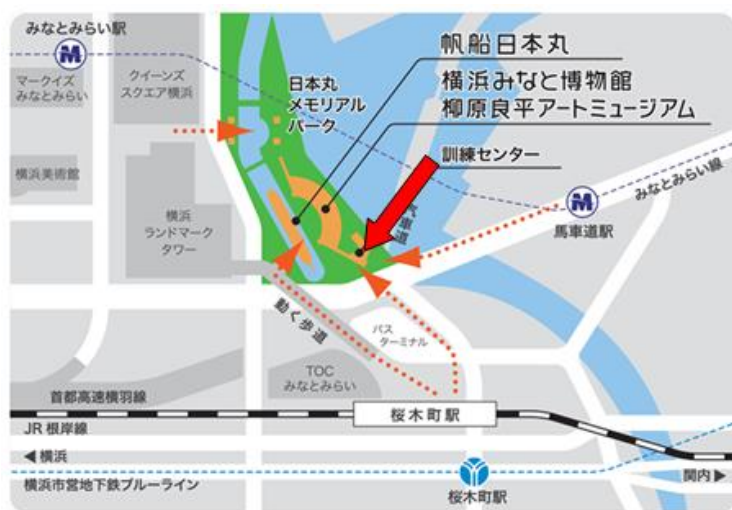 みなとみらい駅
M
マークイズ
みなとみらい
クイーンズ
スクエア横浜
日本丸
メモリアル
パーク
帆船日本丸
横浜みなと博物館
柳原良平アートミュージアム
訓練センター
汽車道
みなとみらい線
M
馬車道駅
横浜美術館
横浜
ランドマーク
タワー
動く歩道
バス
ターミナル
TOC
みなとみらい
首都高速横羽線
桜木町駅
JR根岸線
◀横浜
関内▶
横浜市営地下鉄ブルーライン
桜木町駅